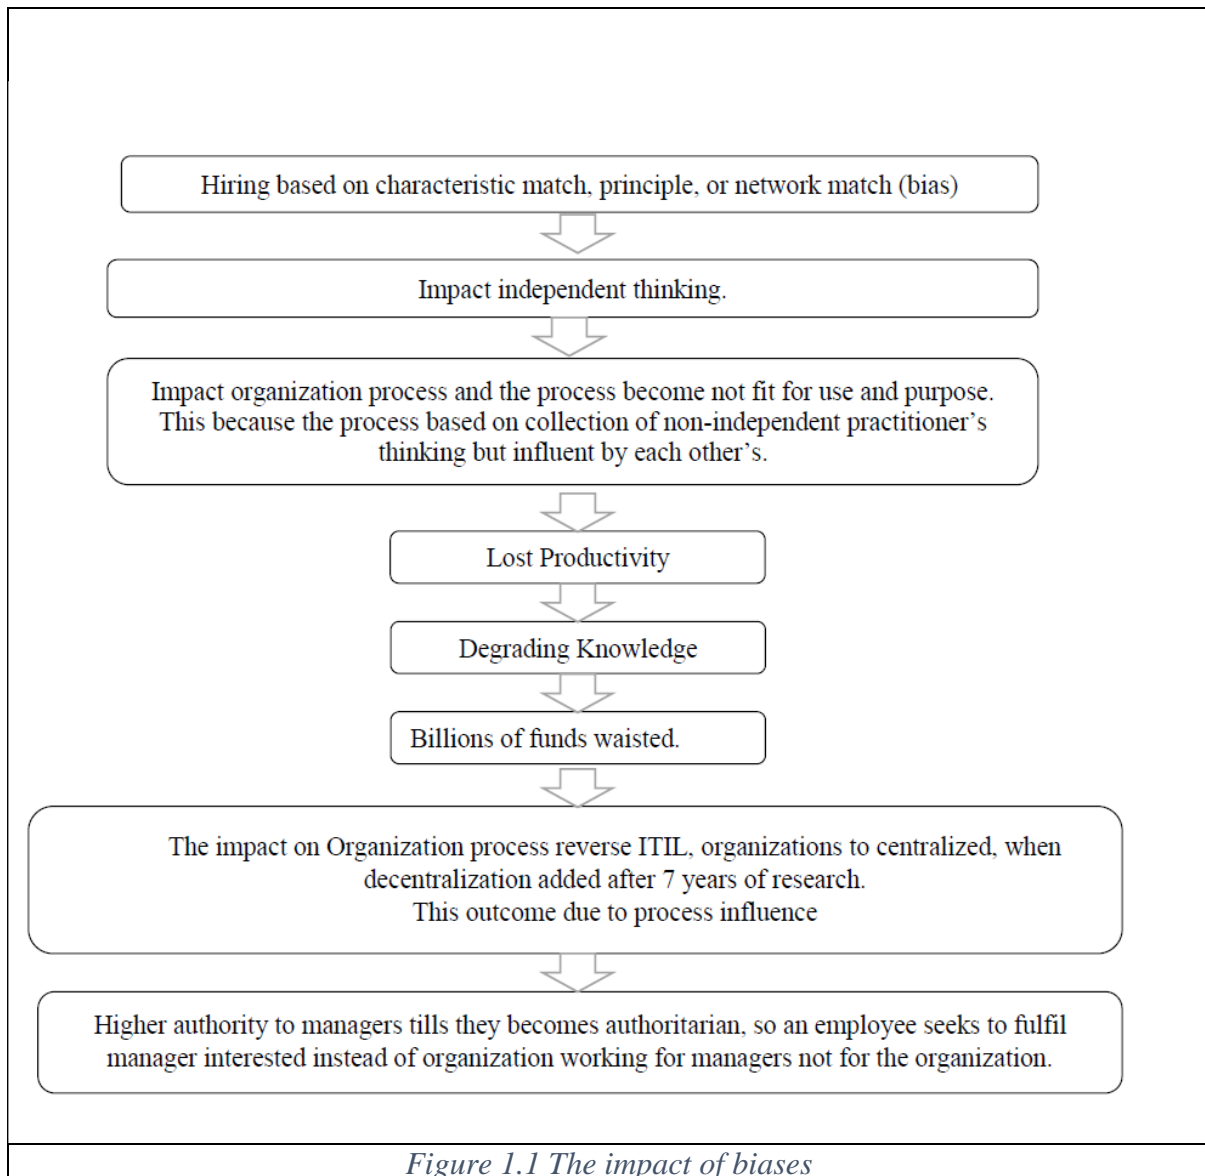 Hiring based on characteristic match, principle, or network match (bias)
Impact independent thinking.
Impact organization process and the process become not fit for use and purpose.
This because the process based on collection of non-independent practitioner’s
thinking but influent by each other’s.
Lost Productivity
Degrading Knowledge
Billions of funds waisted.
The impact on Organization process reverse ITIL, organizations to centralized, when
decentralization added after 7 years of research.
This outcome due to process influence
Higher authority to managers tills they becomes authoritarian, so an employee seeks to fulfil
manager interested instead of organization working for managers not for the organization.
Figure 1.1 The impact of biases